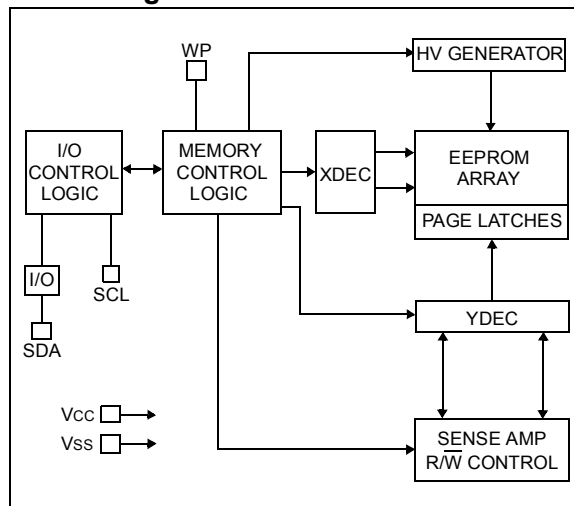 WP
HV GENERATOR
I/O
CONTROL
LOGIC
MEMORY
CONTROL
LOGIC
XDEC
EEPROM
ARRAY
PAGE LATCHES
I/O
SCL
SDA
YDEC
VCC
VSS
SENSE AMP
R/W̅ CONTROL